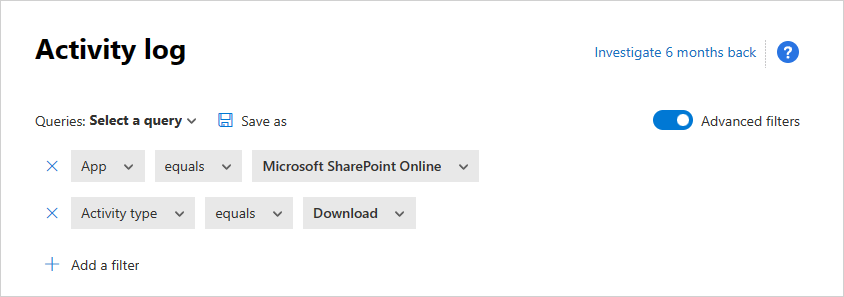 Activity log
Investigate 6 months back ?
Queries: Select a query Save as Advanced filters
App equals Microsoft SharePoint Online
Activity type equals Download
Add a filter